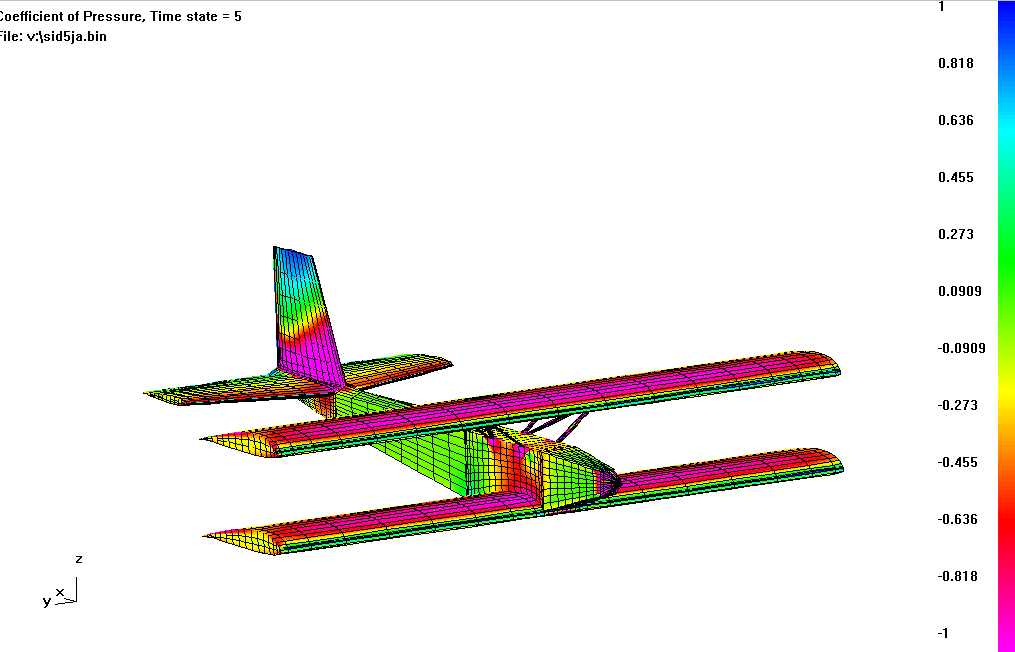 Coefficient of Pressure, Time state = 5
File: v:\sid5ja.bin
1
0.818
0.636
0.455
0.273
0.0909
-0.0909
-0.273
-0.455
-0.636
-0.818
-1
z
x
y